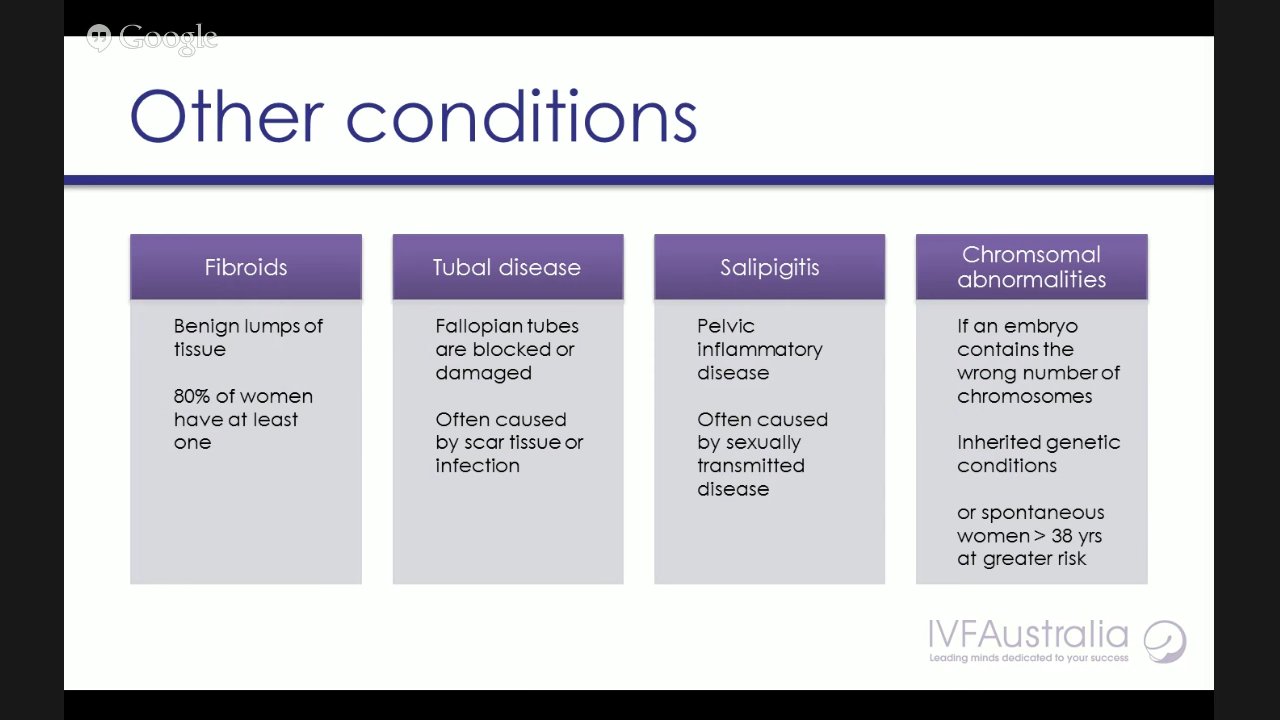 Google
Other conditions
Fibroids
Benign lumps of
tissue
80% of women
have at least
one
Tubal disease
Fallopian tubes
are blocked or
damaged
Often caused
by scar tissue or
infection
Salipigitis
Pelvic
inflammatory
disease
Often caused
by sexually
transmitted
disease
Chromsomal
abnormalities
If an embryo
contains the
wrong number of
chromosomes
Inherited genetic
conditions
or spontaneous
women > 38 yrs
at greater risk
IVFAustralia
Leading minds dedicated to your success